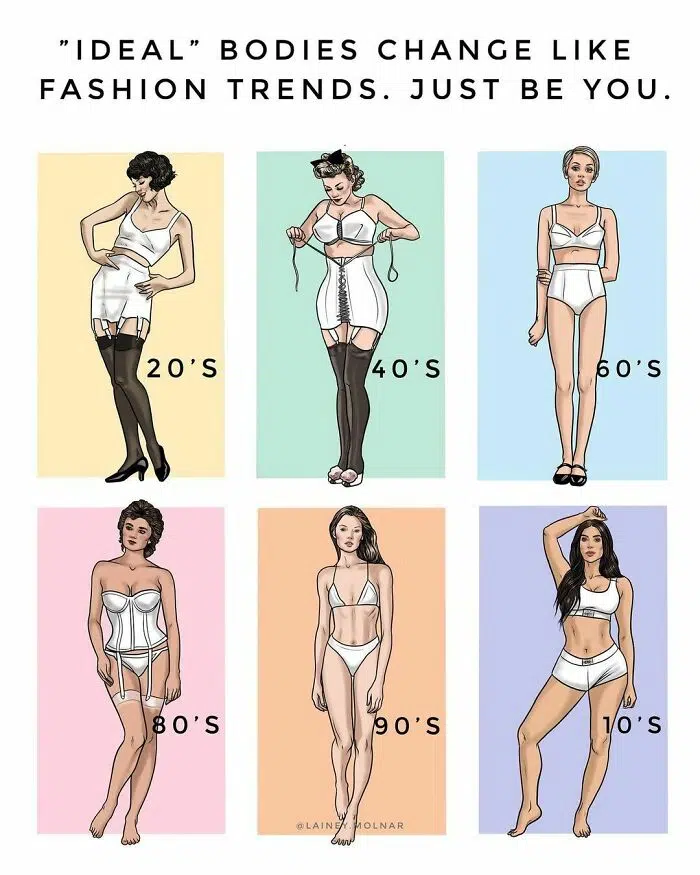 ”IDEAL” BODIES CHANGE LIKE
FASHION TRENDS. JUST BE YOU.
20’S
40’S
60’S
80’S
90’S
10’S
@LAINEY.MOLNAR